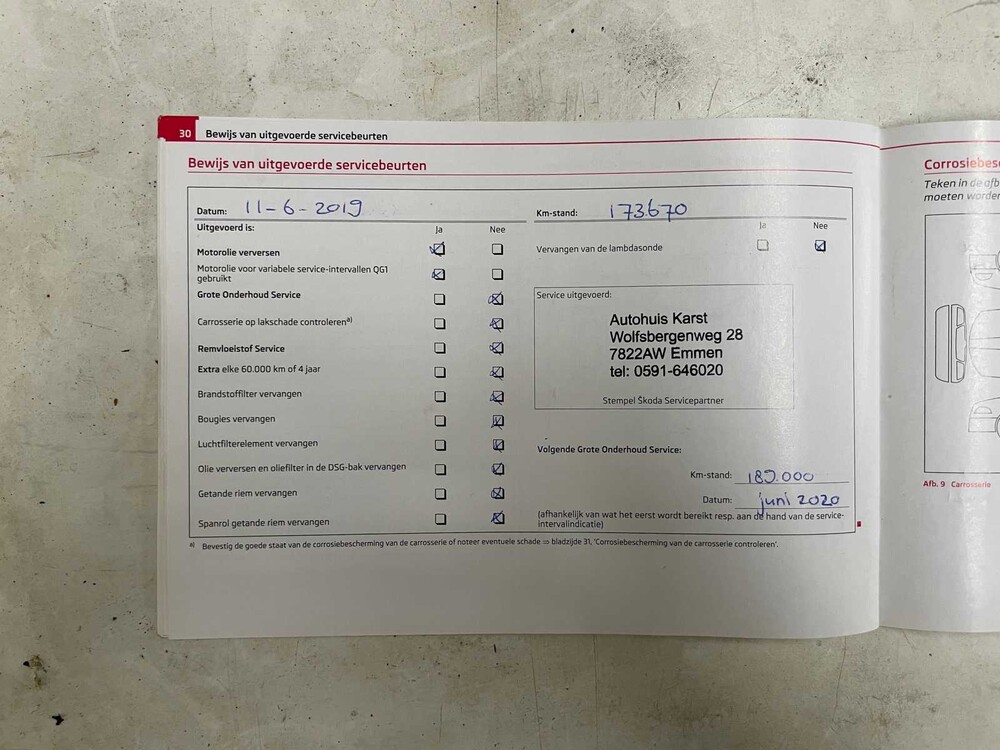 30 Bewijs van uitgevoerde servicebeurten
Bewijs van uitgevoerde servicebeurten
Datum: 11-6-2019
Km-stand: 173.670
Uitgevoerd is: Ja Nee
Motorolie verversen
Motorolie voor variabele service-intervallen QG1
gebruikt
Grote Onderhoud Service
Carrosserie op lakschade controleren a)
Remvloeistof Service
Extra elke 60.000 km of 4 jaar
Brandstoffilter vervangen
Bougies vervangen
Luchtfilterelement vervangen
Olie verversen en oliefilter in de DSG-bak vervangen
Getande riem vervangen
Spanrol getande riem vervangen
Ja Nee
Vervangen van de lambdasonde
Service uitgevoerd:
Autohuis Karst
Wolfsbergenweg 28
7822AW Emmen
tel: 0591-646020
Stempel Škoda Servicepartner
Volgende Grote Onderhoud Service:
Km-stand: 189.000
Datum: juni 2020
(afhankelijk van wat het eerst wordt bereikt resp. aan de hand van de service-
intervalindicatie)
a) Bevestig de goede staat van de corrosiebescherming van de carrosserie of noteer eventuele schade ⇒ bladzijde 31, 'Corrosiebescherming van de carrosserie controleren'.
Corrosiebes
Teken in de afb
moeten worden
Afb. 9 Carrosserie